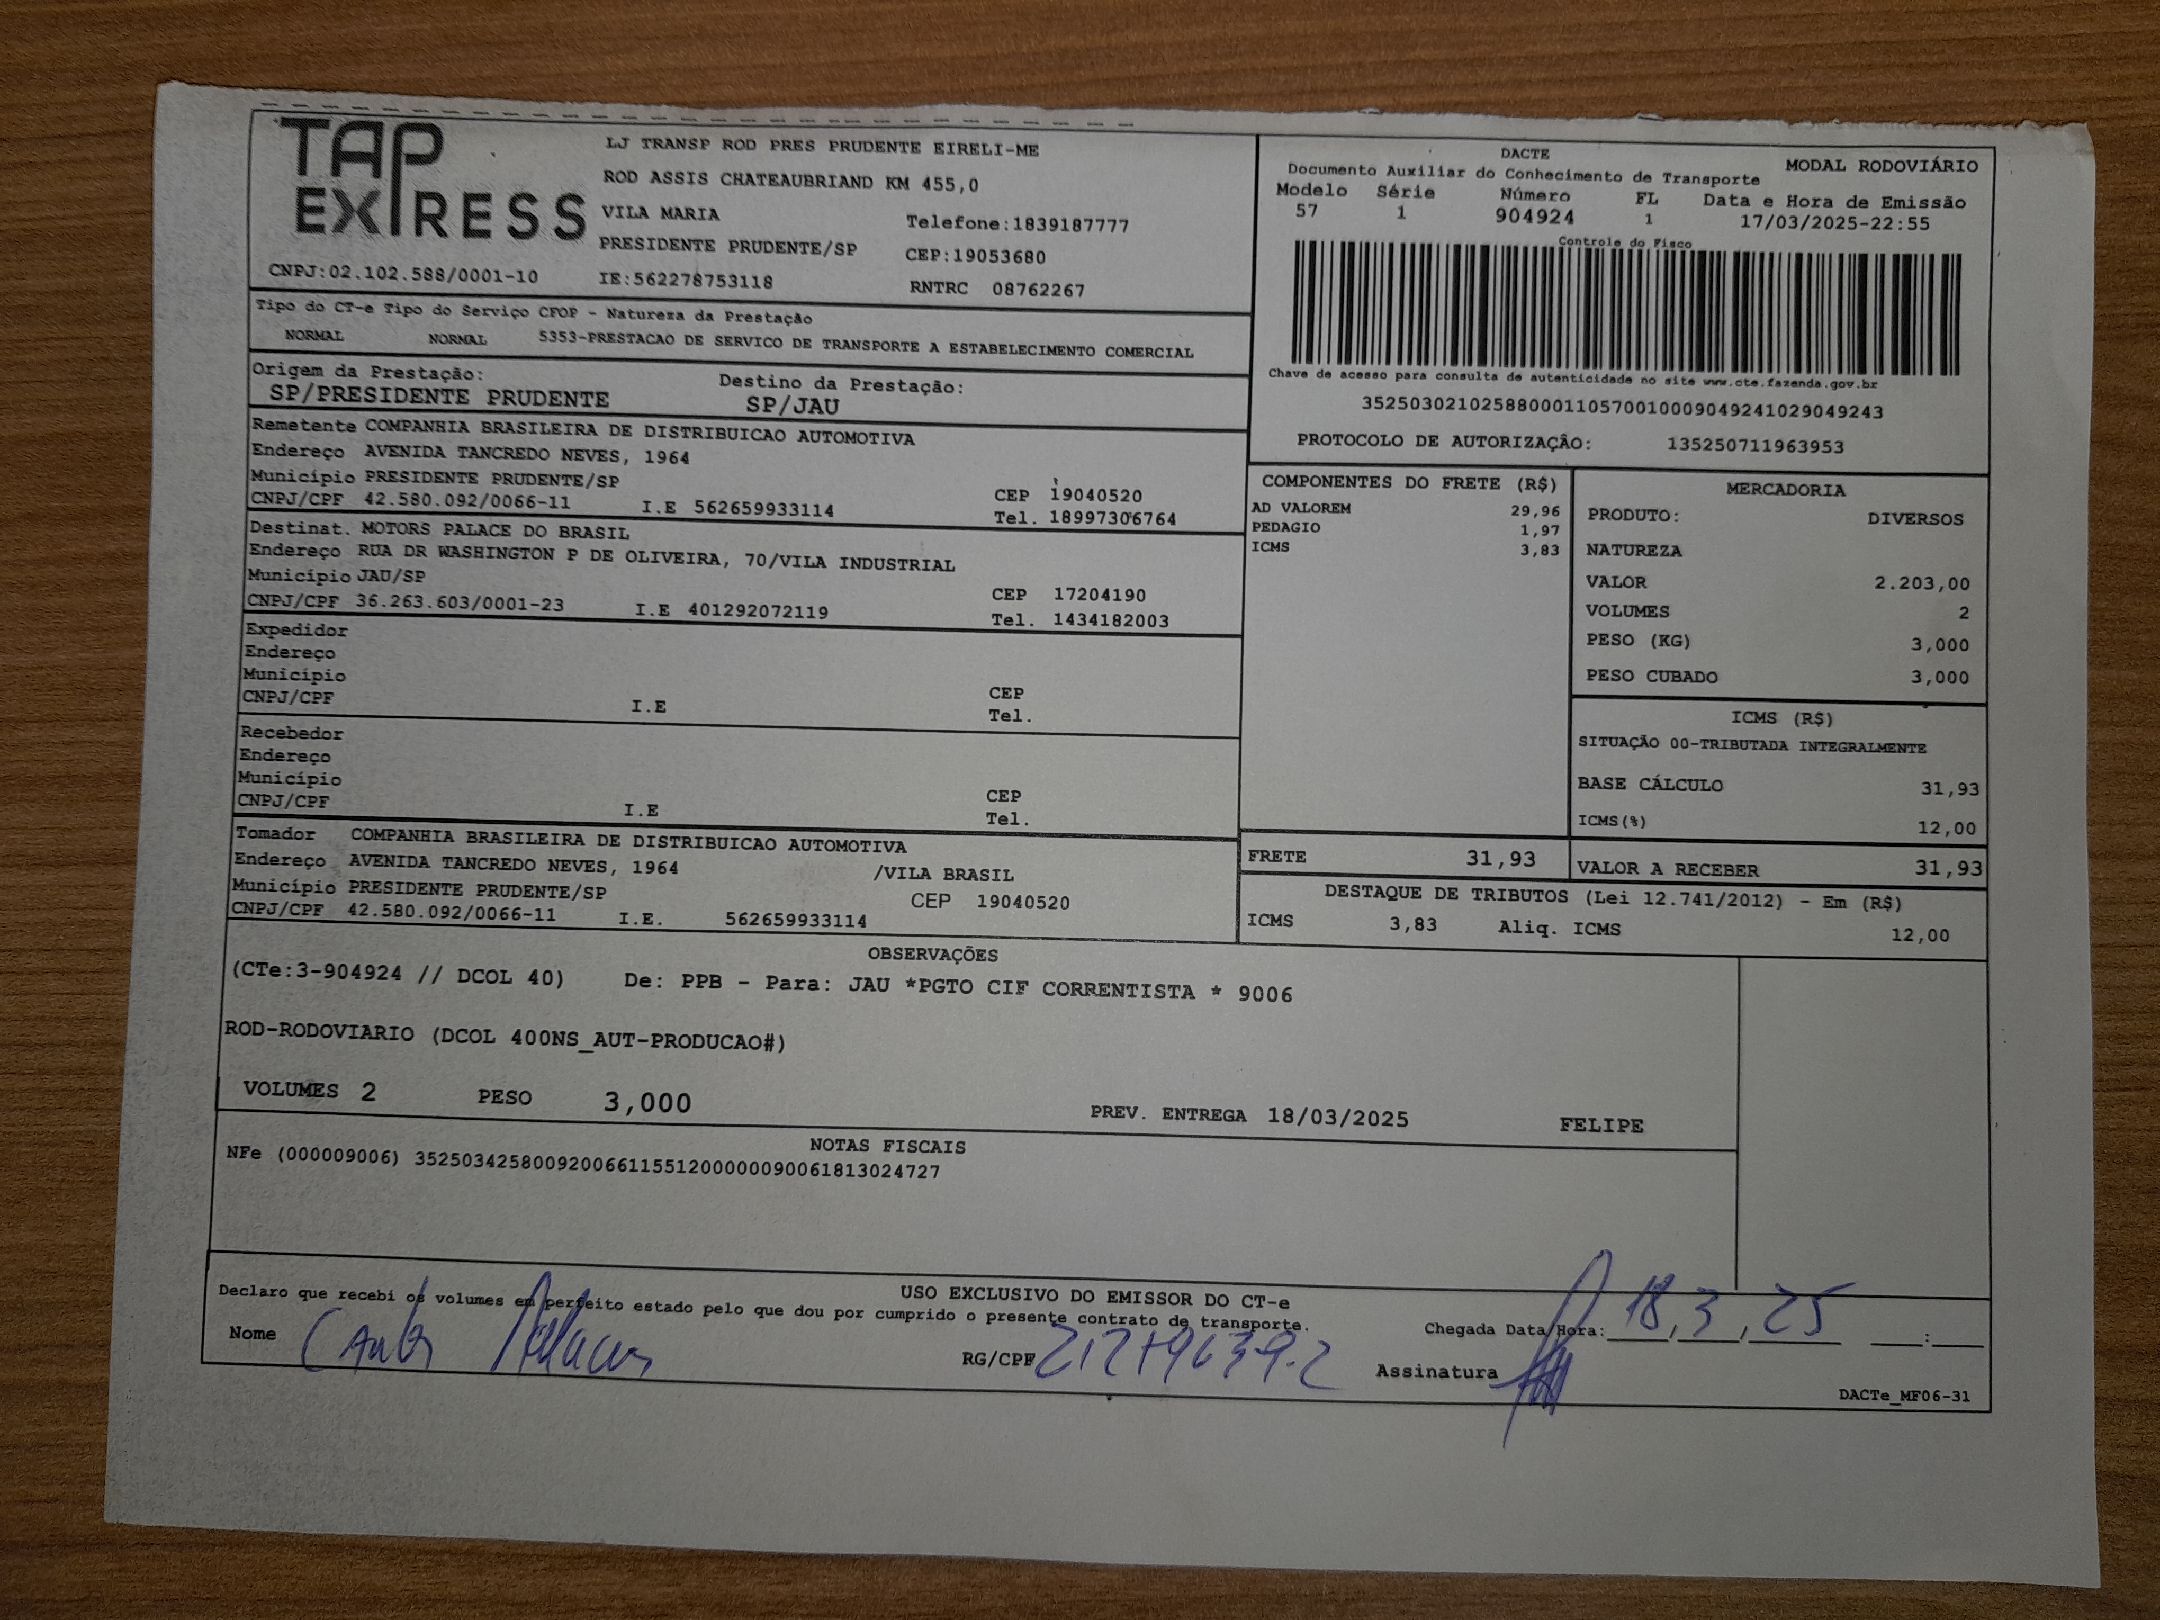 TAP EXPRESS
LJ TRANSP ROD PRES PRUDENTE EIRELI-ME
ROD ASSIS CHATEAUBRIAND KM 455,0
VILA MARIA Telefone:1839187777
PRESIDENTE PRUDENTE/SP CEP:19053680
CNPJ:02.102.588/0001-10 IE:562278753118 RNTRC 08762267
DACTE MODAL RODOVIÁRIO
Documento Auxiliar do Conhecimento de Transporte
Modelo Série Número FL Data e Hora de Emissão
57 1 904924 1 17/03/2025-22:55
Controle do Fisco
Chave de acesso para consulta de autenticidade no site www.cte.fazenda.gov.br
35250302102588000110570010009049241029049243
PROTOCOLO DE AUTORIZAÇÃO: 135250711963953
Tipo do CT-e Tipo do Serviço CFOP - Natureza da Prestação
NORMAL NORMAL 5353-PRESTACAO DE SERVICO DE TRANSPORTE A ESTABELECIMENTO COMERCIAL
Origem da Prestação: Destino da Prestação:
SP/PRESIDENTE PRUDENTE SP/JAU
Remetente COMPANHIA BRASILEIRA DE DISTRIBUICAO AUTOMOTIVA
Endereço AVENIDA TANCREDO NEVES, 1964
Município PRESIDENTE PRUDENTE/SP CEP 19040520
CNPJ/CPF 42.580.092/0066-11 I.E 562659933114 Tel. 18997306764
Destinat. MOTORS PALACE DO BRASIL
Endereço RUA DR WASHINGTON P DE OLIVEIRA, 70/VILA INDUSTRIAL
Município JAU/SP CEP 17204190
CNPJ/CPF 36.263.603/0001-23 I.E 401292072119 Tel. 1434182003
Expedidor
Endereço
Município CEP
CNPJ/CPF I.E Tel.
Recebedor
Endereço
Município CEP
CNPJ/CPF I.E Tel.
Tomador COMPANHIA BRASILEIRA DE DISTRIBUICAO AUTOMOTIVA
Endereço AVENIDA TANCREDO NEVES, 1964 /VILA BRASIL
Município PRESIDENTE PRUDENTE/SP CEP 19040520
CNPJ/CPF 42.580.092/0066-11 I.E. 562659933114
COMPONENTES DO FRETE (R$)
AD VALOREM 29,96
PEDAGIO 1,97
ICMS 3,83
FRETE 31,93
MERCADORIA
PRODUTO: DIVERSOS
NATUREZA
VALOR 2.203,00
VOLUMES 2
PESO (KG) 3,000
PESO CUBADO 3,000
ICMS (R$)
SITUAÇÃO 00-TRIBUTADA INTEGRALMENTE
BASE CÁLCULO 31,93
ICMS(%) 12,00
VALOR A RECEBER 31,93
DESTAQUE DE TRIBUTOS (Lei 12.741/2012) - Em (R$)
ICMS 3,83 Aliq. ICMS 12,00
OBSERVAÇÕES
(CTe:3-904924 // DCOL 40) De: PPB - Para: JAU *PGTO CIF CORRENTISTA * 9006
ROD-RODOVIARIO (DCOL 400NS_AUT-PRODUCAO#)
VOLUMES 2 PESO 3,000 PREV. ENTREGA 18/03/2025 FELIPE
NOTAS FISCAIS
NFe (000009006) 35250342580092006611551200000090061813024727
USO EXCLUSIVO DO EMISSOR DO CT-e
Declaro que recebi os volumes em perfeito estado pelo que dou por cumprido o presente contrato de transporte.
Chegada Data/Hora: 18,3,25 :
Nome RG/CPF Assinatura
DACTe_MF06-31